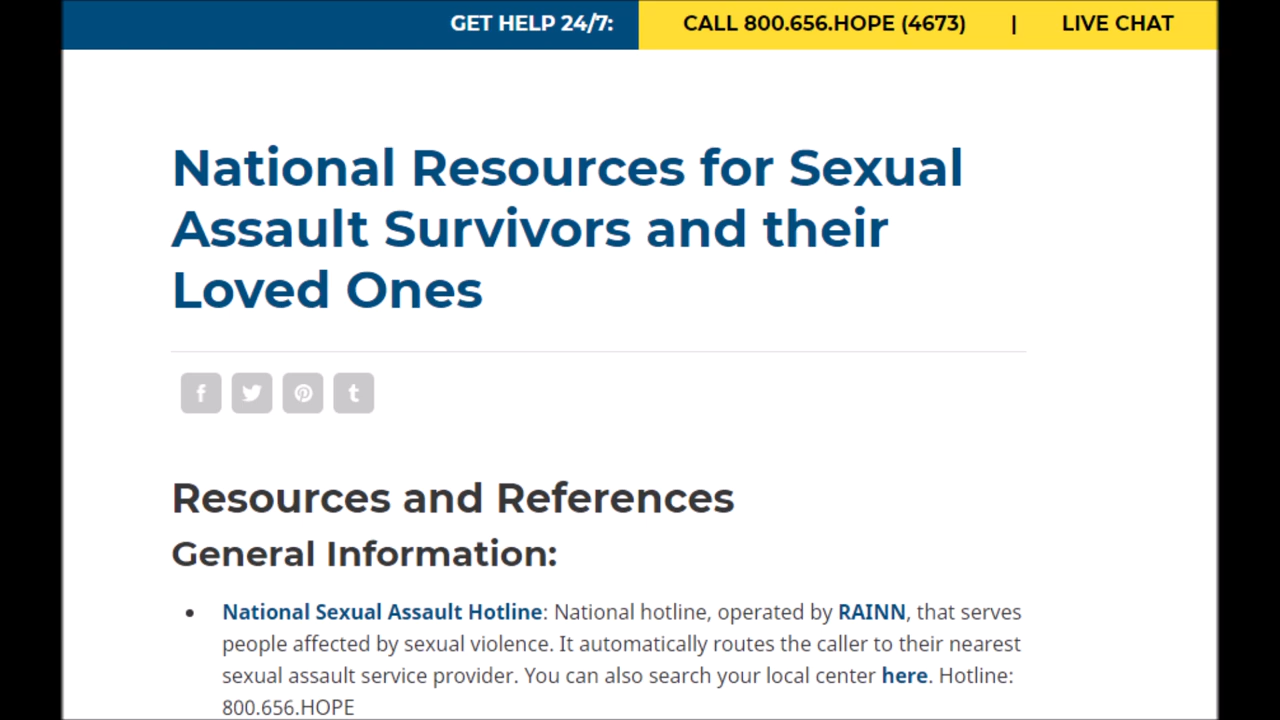 GET HELP 24/7: CALL 800.656.HOPE (4673) | LIVE CHAT
National Resources for Sexual
Assault Survivors and their
Loved Ones
Resources and References
General Information:
• National Sexual Assault Hotline: National hotline, operated by RAINN, that serves
people affected by sexual violence. It automatically routes the caller to their nearest
sexual assault service provider. You can also search your local center here. Hotline:
800.656.HOPE